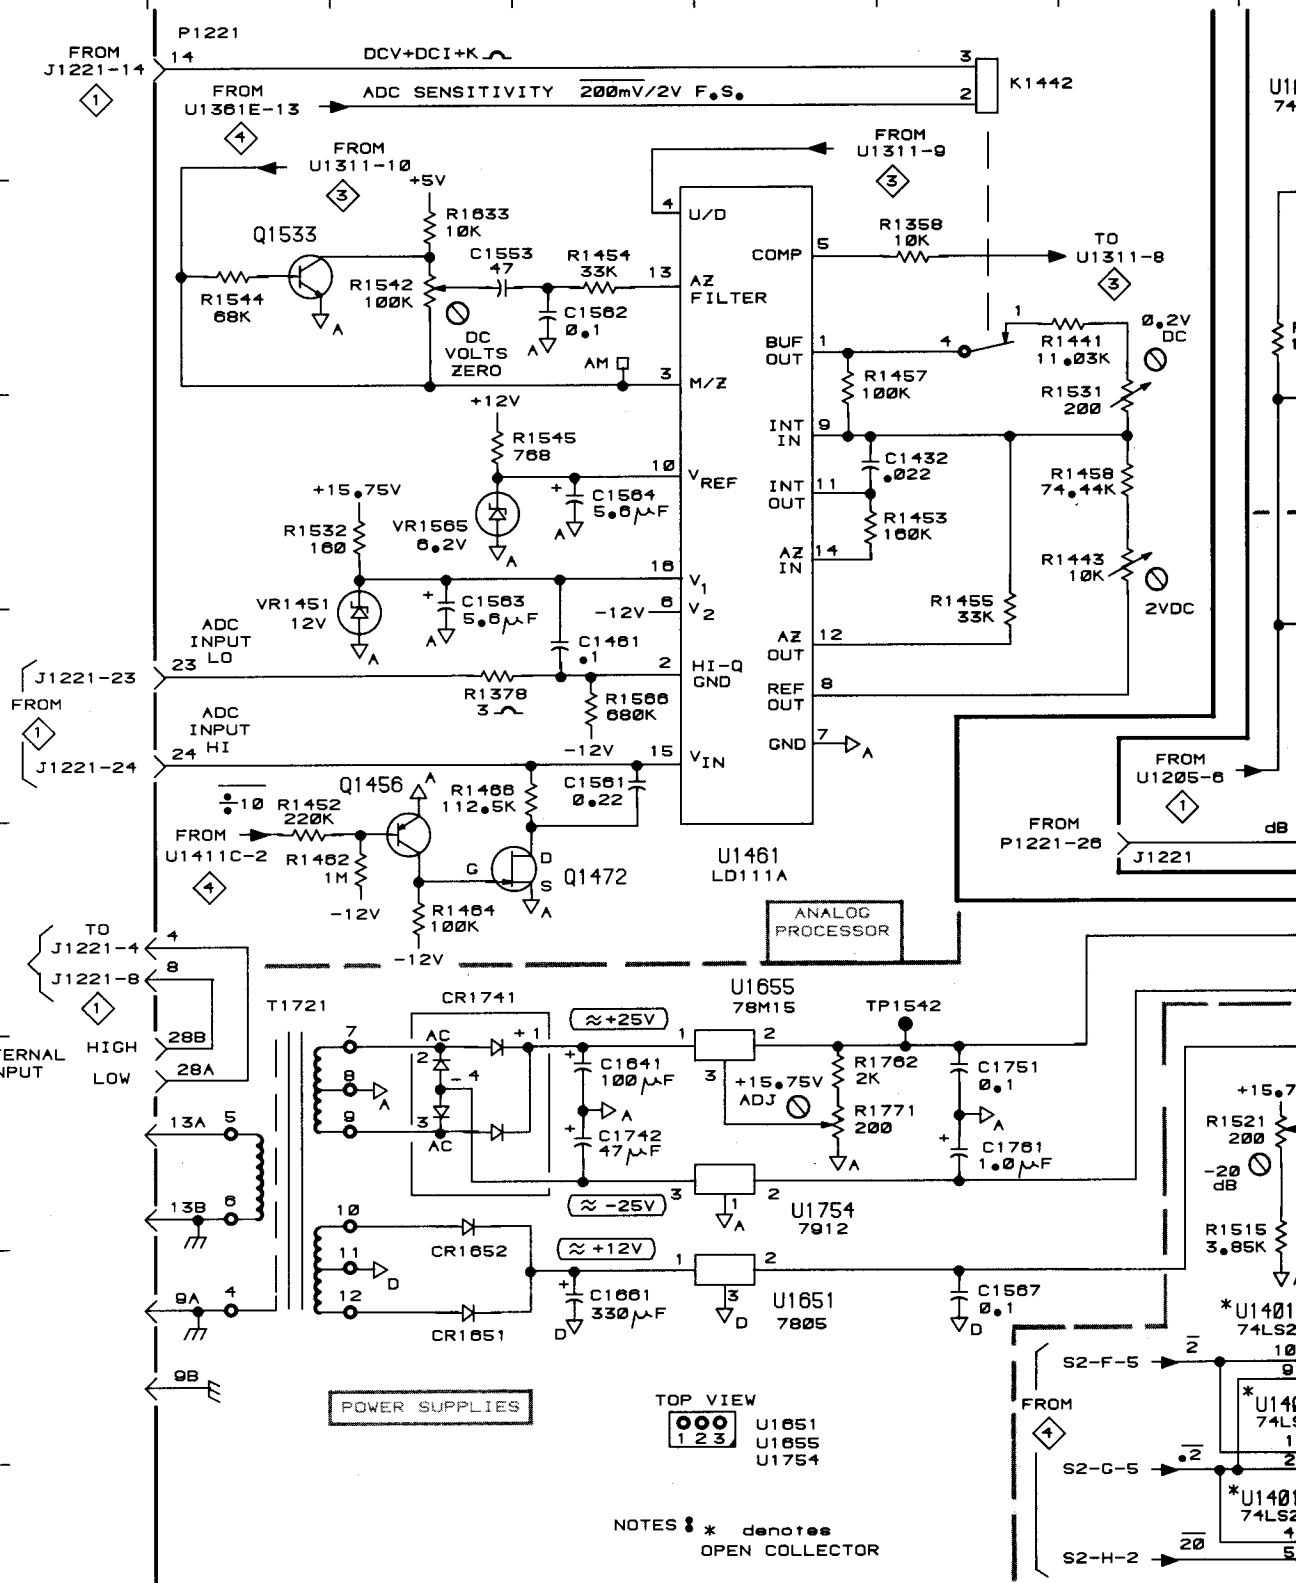 P1221
FROM
J1221-14
14
1
DCV+DCI+K
3
K1442
FROM
U1361E-13
4
ADC SENSITIVITY 200mV/2V F.S.
2
FROM
U1311-10
3
FROM
U1311-9
3
+5V
4
U/D
R1633
10K
Q1533
C1553
47
R1454
33K
13
AZ
FILTER
COMP
5
R1358
10K
TO
U1311-8
3
R1544
68K
A
R1542
100K
DC
VOLTS
ZERO
C1562
0.1
A
AM
3
M/Z
BUF
OUT
1
4
1
R1441
11.03K
0.2V
DC
R1457
100K
R1531
200
+12V
R1545
768
INT
IN
9
10
V REF
INT
OUT
11
C1432
.022
R1458
74.44K
+15.75V
R1532
160
VR1565
6.2V
A
+
C1564
5.6µF
A
R1453
160K
AZ
IN
14
R1443
10K
2VDC
16
V1
VR1451
12V
A
+
C1563
5.6µF
A
-12V
6
V2
C1461
.1
R1455
33K
AZ
OUT
12
ADC
INPUT
LO
J1221-23
23
R1378
3
2
HI-Q
GND
REF
OUT
8
FROM
1
R1566
680K
-12V
ADC
INPUT
HI
J1221-24
24
15
V IN
GND
7
A
÷10
R1452
220K
Q1456
A
R1466
112.5K
C1561
0.22
FROM
U1411C-2
4
R1462
1M
-12V
G
D
S
Q1472
A
R1464
100K
-12V
U1461
LD111A
FROM
U1205-6
1
FROM
P1221-26
J1221
dB
ANALOG
PROCESSOR
TO
J1221-4
4
J1221-8
8
1
HIGH
28B
LOW
28A
T1721
CR1741
≈+25V
U1655
78M15
TP1542
7
AC
2
+ 1
1
2
3
8
A
- 4
C1641
100µF
+
A
+15.75V
ADJ
R1762
2K
R1771
200
A
C1751
0.1
A
9
3
AC
C1742
47µF
+
C1761
1.0µF
+
13A
5
13B
6
≈ -25V
3
2
1
A
U1754
7912
R1521
200
-20
dB
R1515
3.85K
10
CR1652
11
D
≈ +12V
1
2
3
D
U1651
7805
12
CR1651
+
C1661
330µF
D
C1567
0.1
D
9A
4
9B
POWER SUPPLIES
TOP VIEW
1 2 3
U1651
U1655
U1754
*U1401
S2-F-5
2
10
9
FROM
4
S2-G-5
.2
1
2
*U1401
S2-H-2
20
4
5
NOTES: * denotes
OPEN COLLECTOR